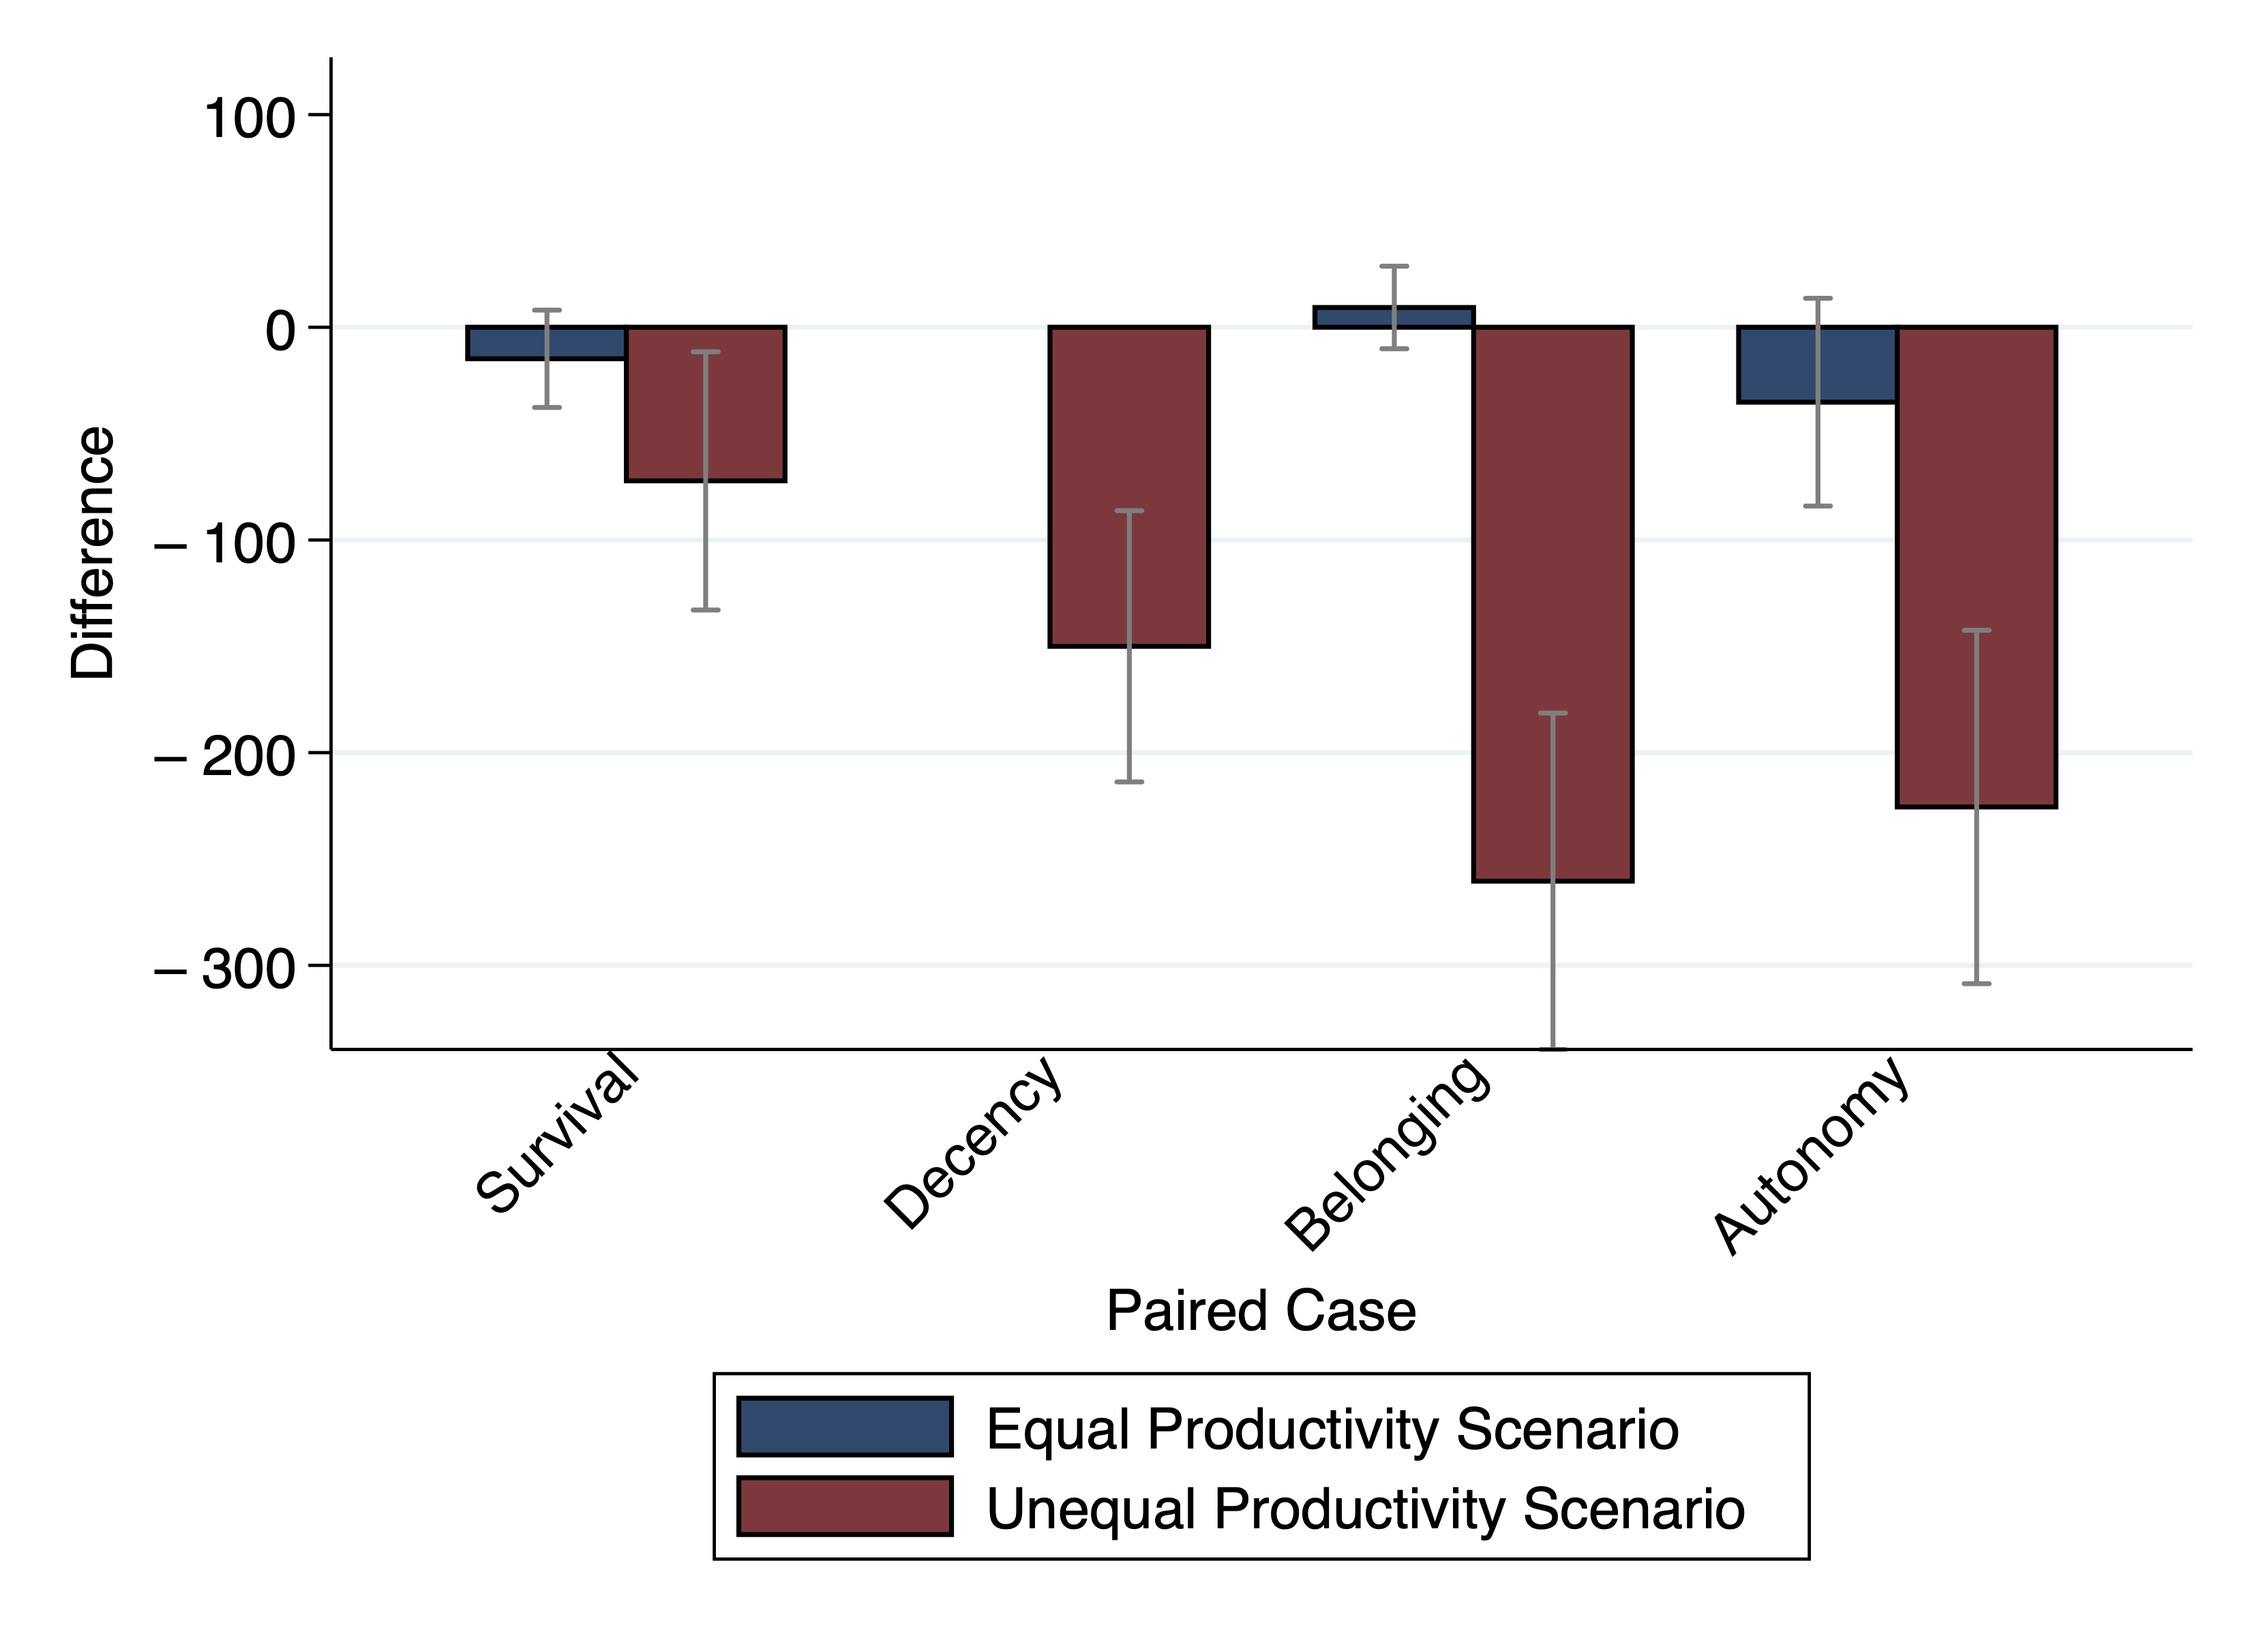 100
0
– 100
– 200
– 300
Difference
Survival
Decency
Belonging
Autonomy
Paired Case
Equal Productivity Scenario
Unequal Productivity Scenario